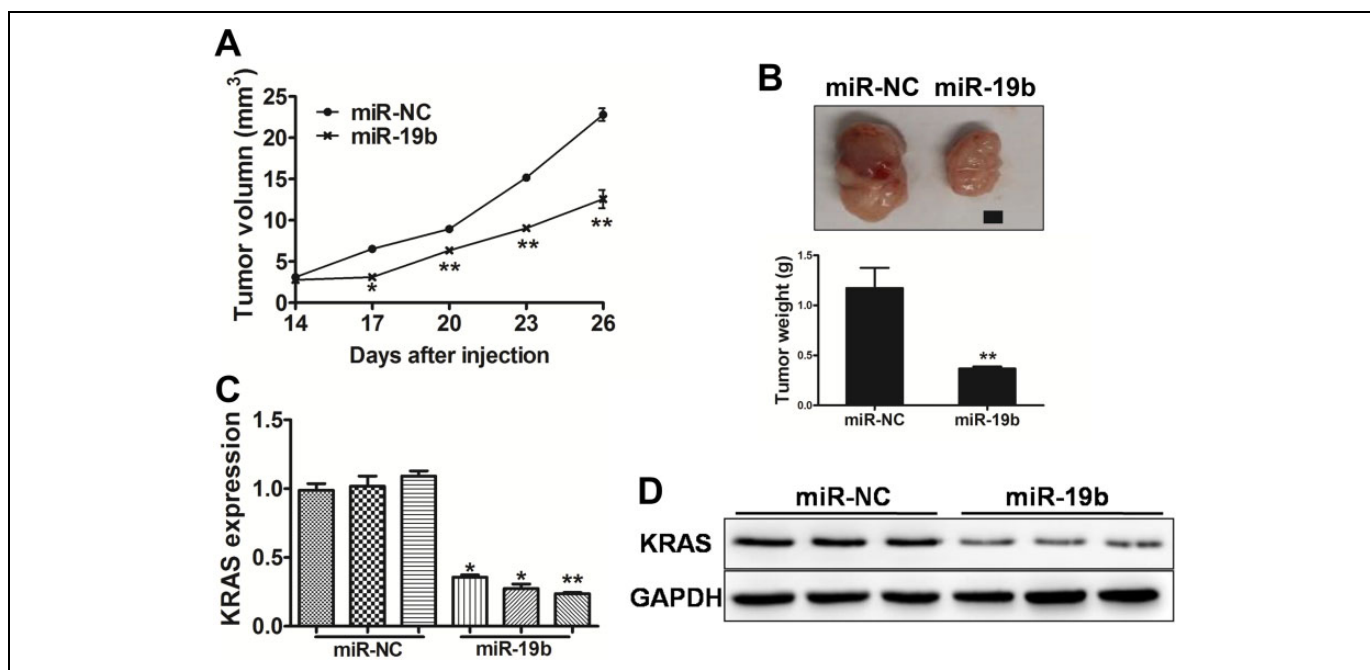 A
Tumor volumn (mm3)
25
20
15
10
5
0
miR-NC
miR-19b
*
**
**
**
14 17 20 23 26
Days after injection
B
miR-NC miR-19b
Tumor weight (g)
1.5
1.0
0.5
0.0
**
miR-NC miR-19b
C
KRAS expression
1.5
1.0
0.5
0.0
* * **
miR-NC miR-19b
D
miR-NC miR-19b
KRAS
GAPDH